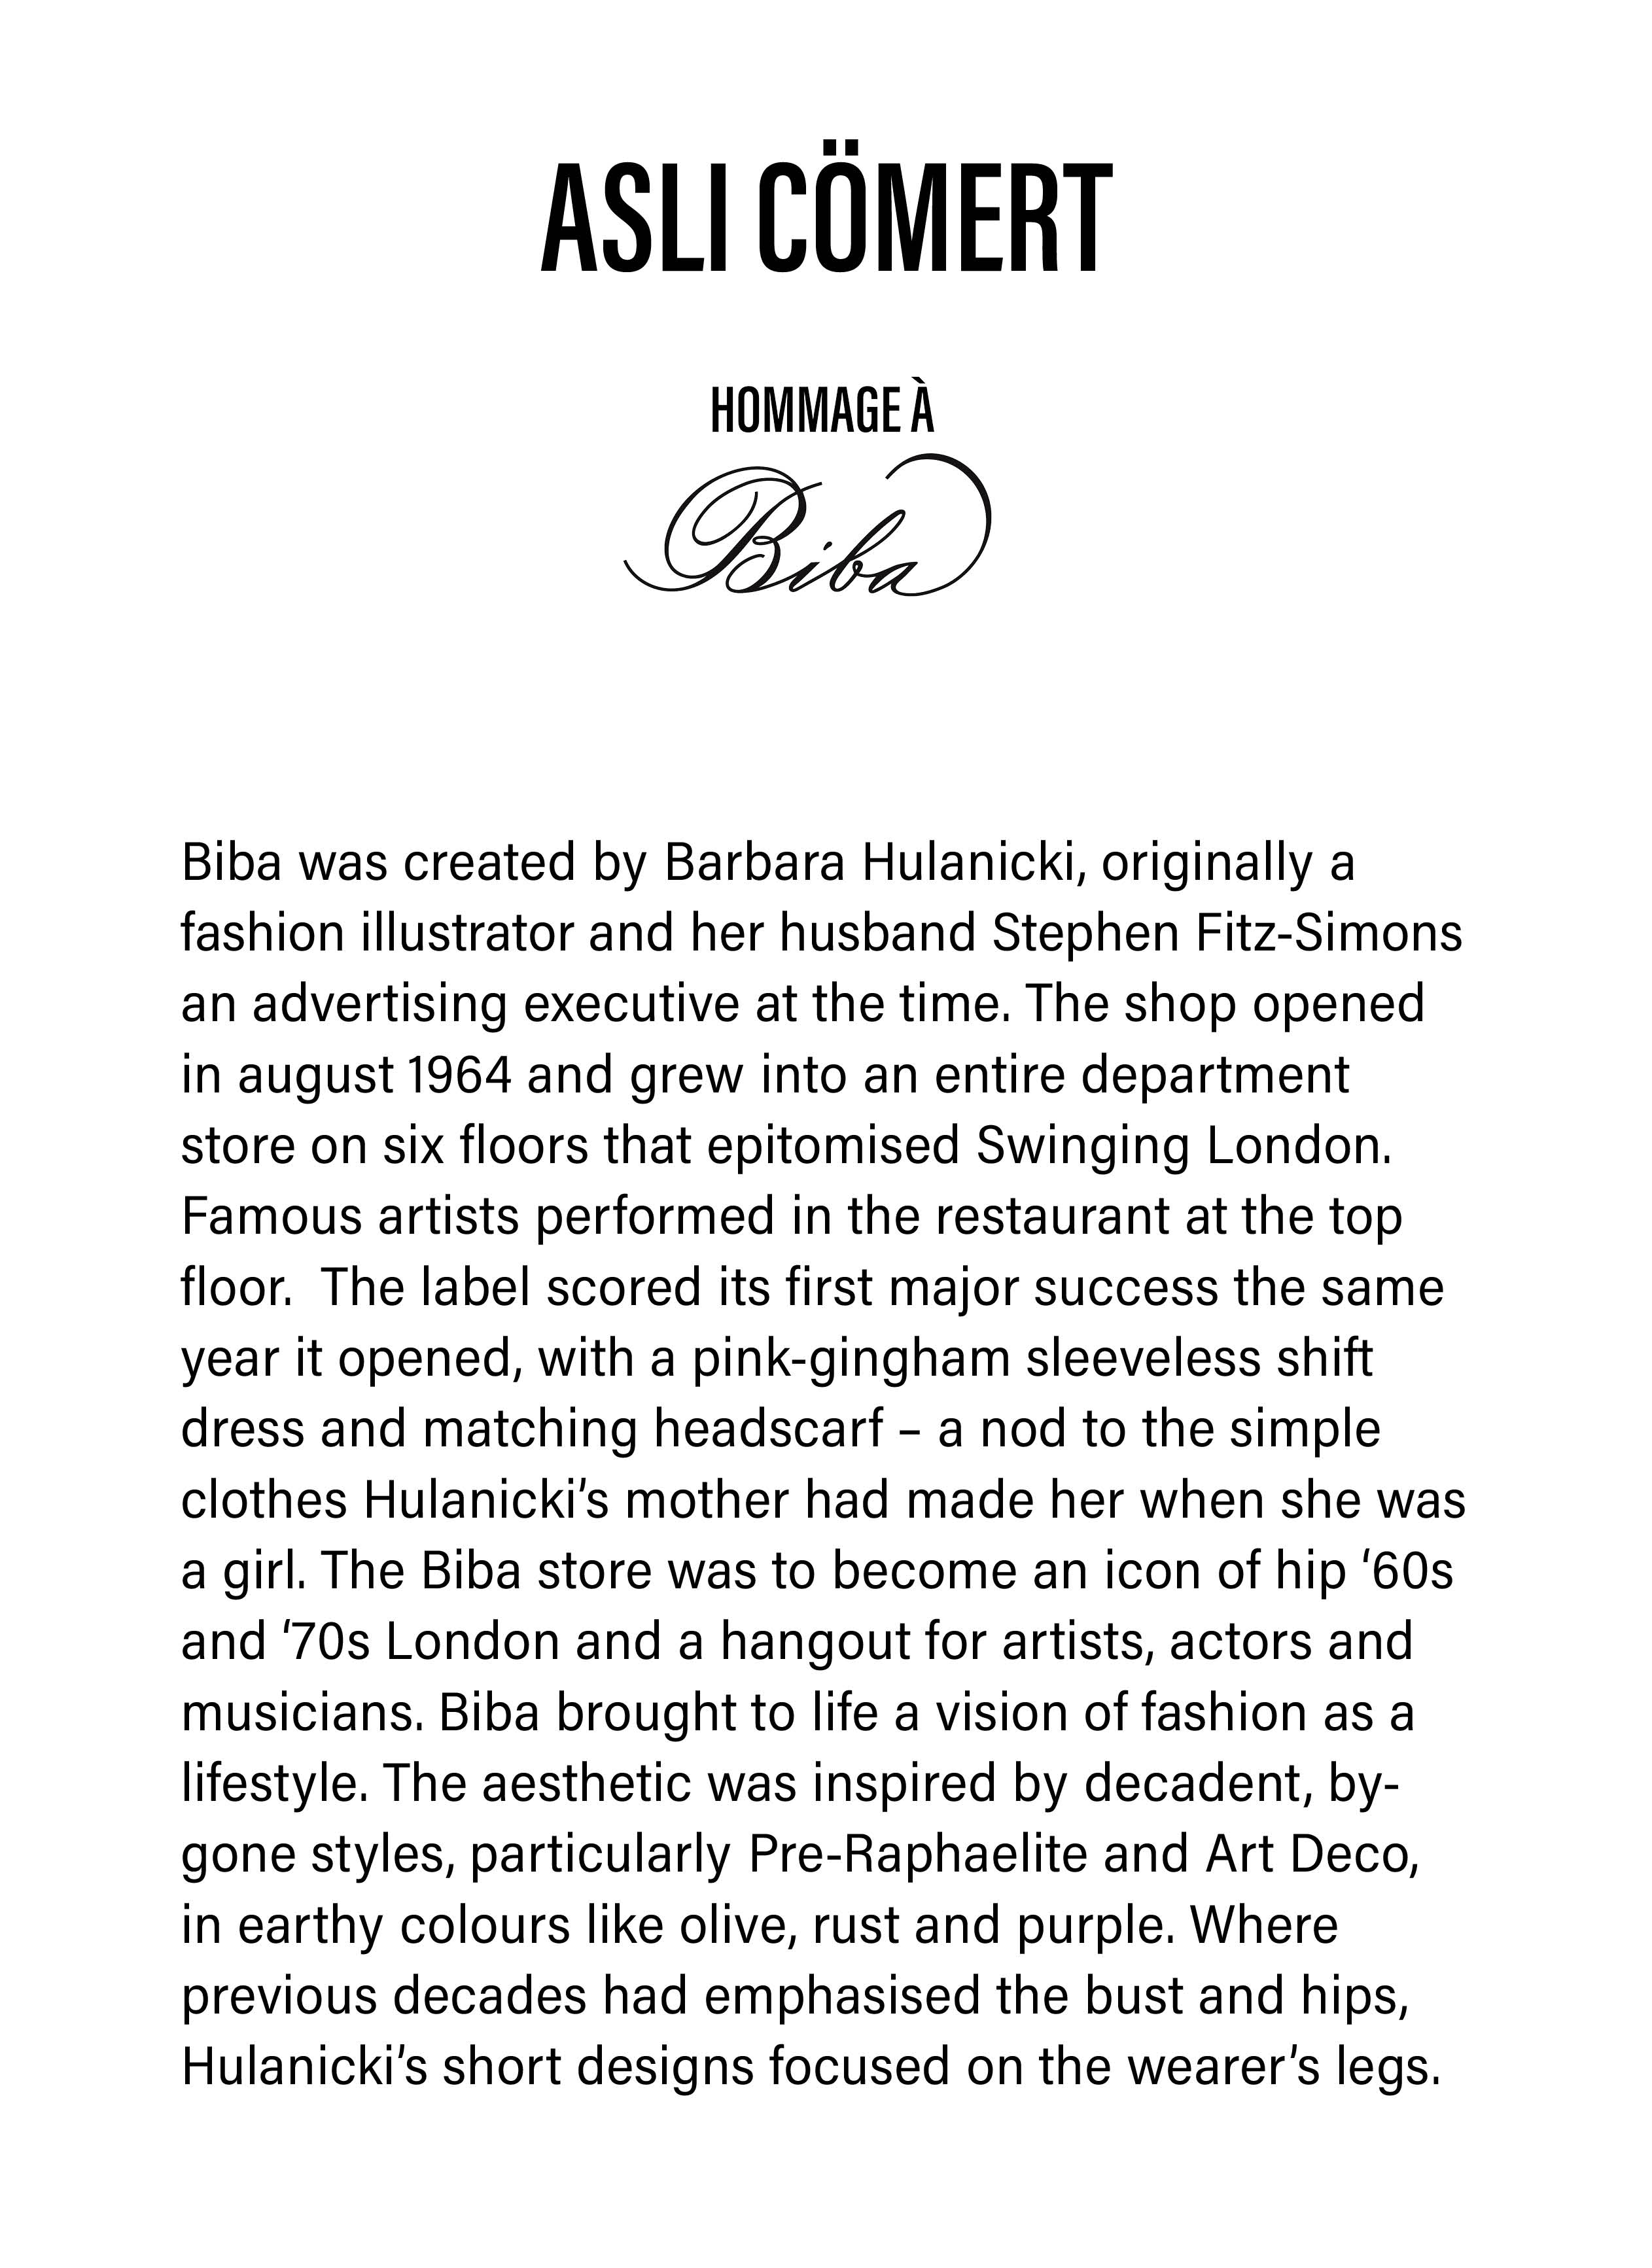 ASLI CÖMERT
HOMMAGE À
Biba
Biba was created by Barbara Hulanicki, originally a
fashion illustrator and her husband Stephen Fitz-Simons
an advertising executive at the time. The shop opened
in august 1964 and grew into an entire department
store on six floors that epitomised Swinging London.
Famous artists performed in the restaurant at the top
floor.  The label scored its first major success the same
year it opened, with a pink-gingham sleeveless shift
dress and matching headscarf – a nod to the simple
clothes Hulanicki’s mother had made her when she was
a girl. The Biba store was to become an icon of hip ‘60s
and ‘70s London and a hangout for artists, actors and
musicians. Biba brought to life a vision of fashion as a
lifestyle. The aesthetic was inspired by decadent, by-
gone styles, particularly Pre-Raphaelite and Art Deco,
in earthy colours like olive, rust and purple. Where
previous decades had emphasised the bust and hips,
Hulanicki’s short designs focused on the wearer’s legs.